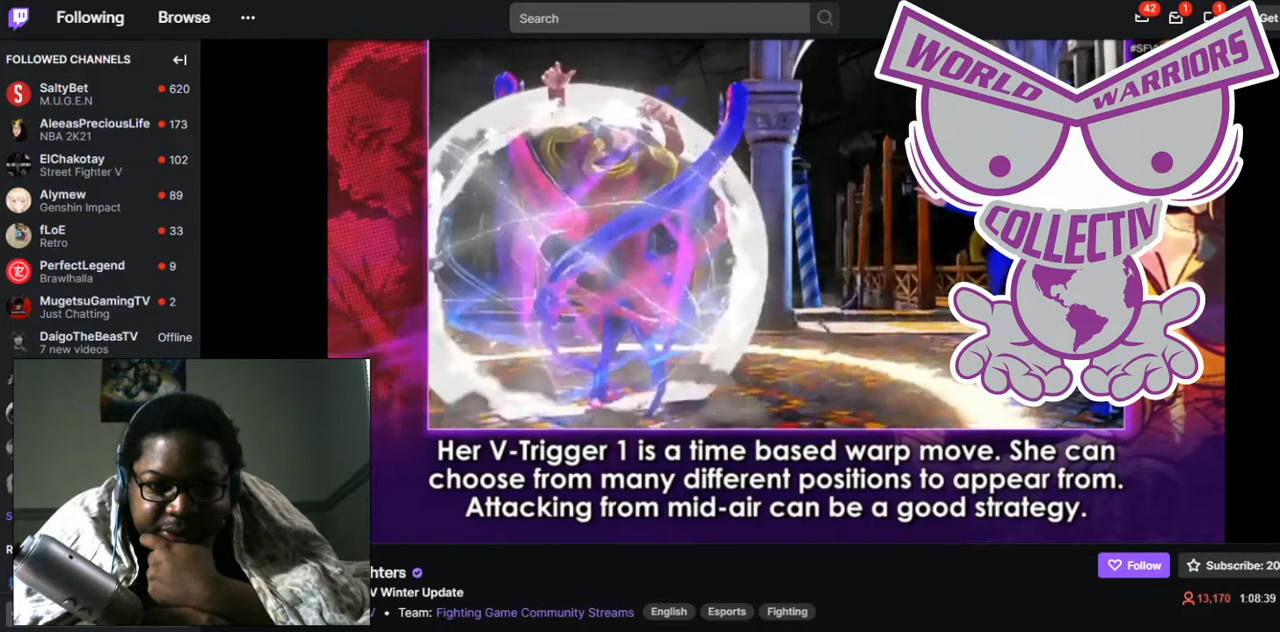 Following
Browse
Search
42
1
1
Get
FOLLOWED CHANNELS
SaltyBet
620
M.U.G.E.N
AleeasPreciousLife
173
NBA 2K21
ElChakotay
102
Street Fighter V
Alymew
89
Genshin Impact
fLoE
33
Retro
PerfectLegend
9
Brawlhalla
MugetsuGamingTV
2
Just Chatting
DaigoTheBeasTV
Offline
7 new videos
WORLD WARRIORS
COLLECTIV
Her V-Trigger 1 is a time based warp move. She can
choose from many different positions to appear from.
Attacking from mid-air can be a good strategy.
hters
Follow
Subscribe: 20
V Winter Update
V • Team: Fighting Game Community Streams
English
Esports
Fighting
13,170
1:08:39